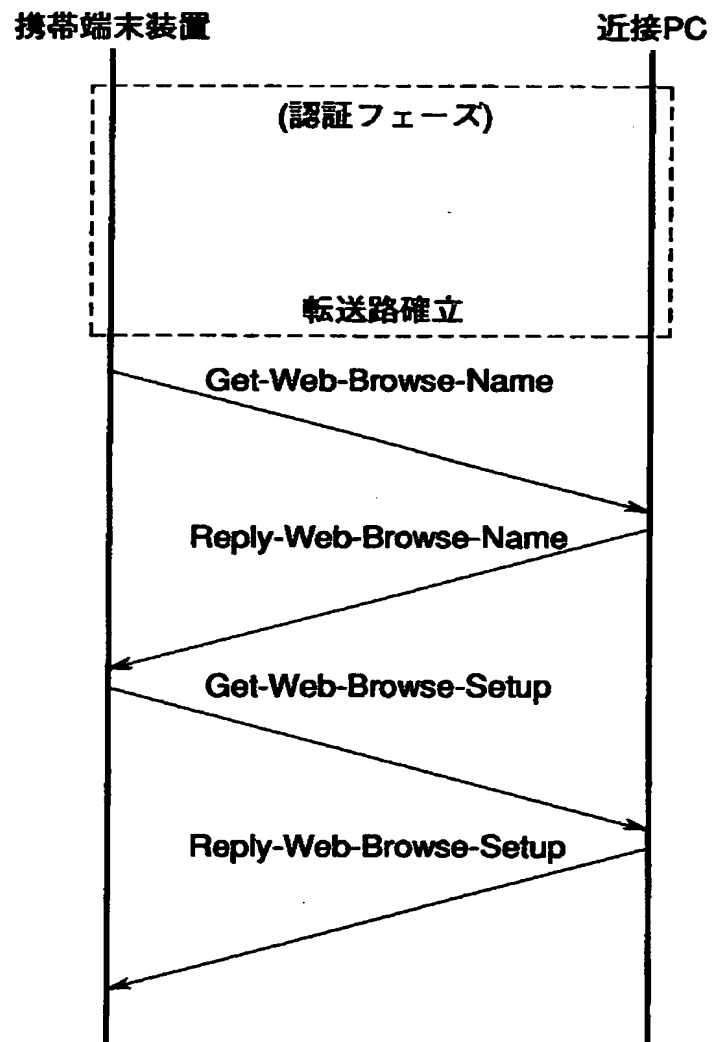 携帯端末装置
近接PC
(認証フェーズ)
転送路確立
Get-Web-Browse-Name
Reply-Web-Browse-Name
Get-Web-Browse-Setup
Reply-Web-Browse-Setup